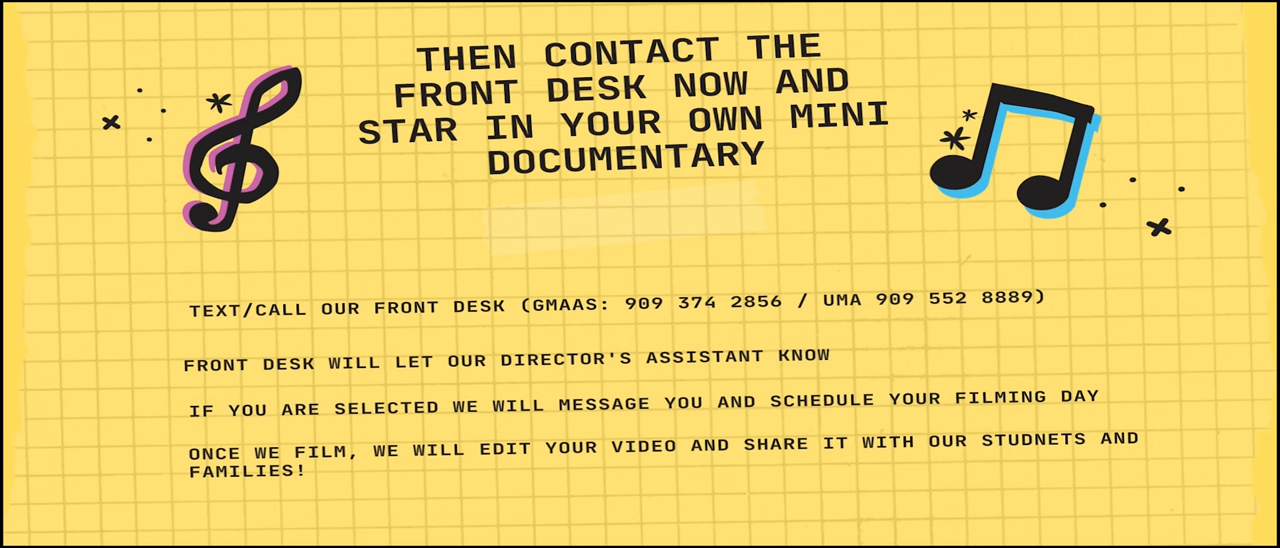 THEN CONTACT THE
FRONT DESK NOW AND
STAR IN YOUR OWN MINI
DOCUMENTARY
TEXT/CALL OUR FRONT DESK (GMAAS: 909 374 2856 / UMA 909 552 8889)
FRONT DESK WILL LET OUR DIRECTOR'S ASSISTANT KNOW
IF YOU ARE SELECTED WE WILL MESSAGE YOU AND SCHEDULE YOUR FILMING DAY
ONCE WE FILM, WE WILL EDIT YOUR VIDEO AND SHARE IT WITH OUR STUDNETS AND
FAMILIES!